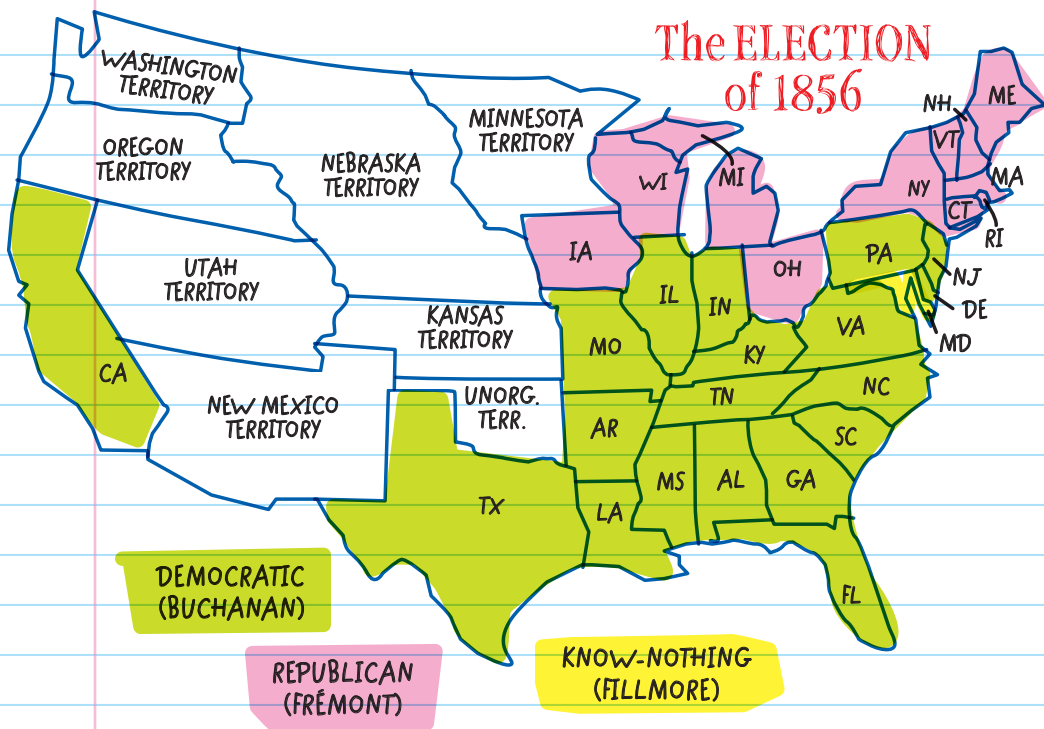 The ELECTION
of 1856
WASHINGTON
TERRITORY
OREGON
TERRITORY
NEBRASKA
TERRITORY
MINNESOTA
TERRITORY
NH
ME
VT
WI
MI
NY
MA
CT
RI
IA
OH
PA
NJ
DE
MD
UTAH
TERRITORY
IL
IN
KANSAS
TERRITORY
MO
KY
VA
CA
UNORG.
TERR.
TN
NC
NEW MEXICO
TERRITORY
AR
SC
MS
AL
GA
TX
LA
FL
DEMOCRATIC
(BUCHANAN)
REPUBLICAN
(FRÉMONT)
KNOW-NOTHING
(FILLMORE)